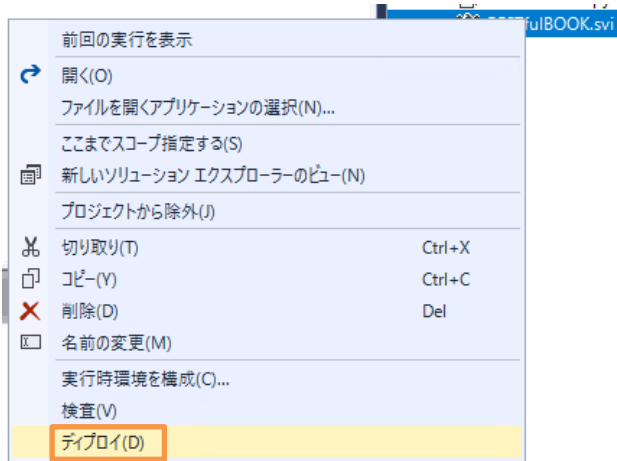 fulBOOK.svi
前回の実行を表示
開く(O)
ファイルを開くアプリケーションの選択(N)...
ここまでスコープ指定する(S)
新しいソリューション エクスプローラーのビュー(N)
プロジェクトから除外(J)
切り取り(T) Ctrl+X
コピー(Y) Ctrl+C
削除(D) Del
名前の変更(M)
実行時環境を構成(C)...
検査(V)
ディプロイ(D)